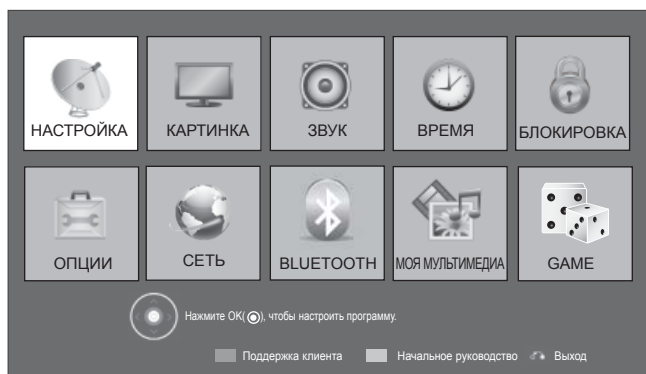 НАСТРОЙКА КАРТИНКА ЗВУК ВРЕМЯ БЛОКИРОВКА
ОПЦИИ СЕТЬ BLUETOOTH МОЯ МУЛЬТИМЕДИА GAME
Нажмите OK(◉), чтобы настроить программу.
Поддержка клиента Начальное руководство Выход